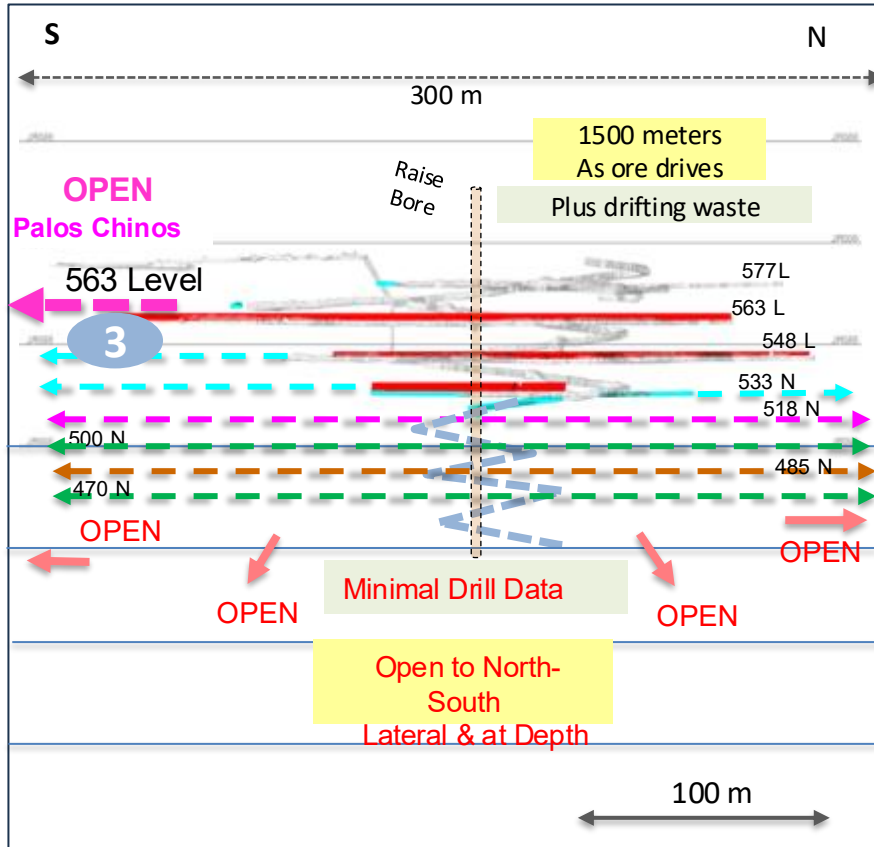 S
N
300 m
1500 meters
As ore drives
Raise
Bore
Plus drifting waste
OPEN
Palos Chinos
563 Level
577L
563 L
3
548 L
533 N
518 N
500 N
485 N
470 N
OPEN
OPEN
OPEN
OPEN
Minimal Drill Data
Open to North-
South
Lateral & at Depth
100 m